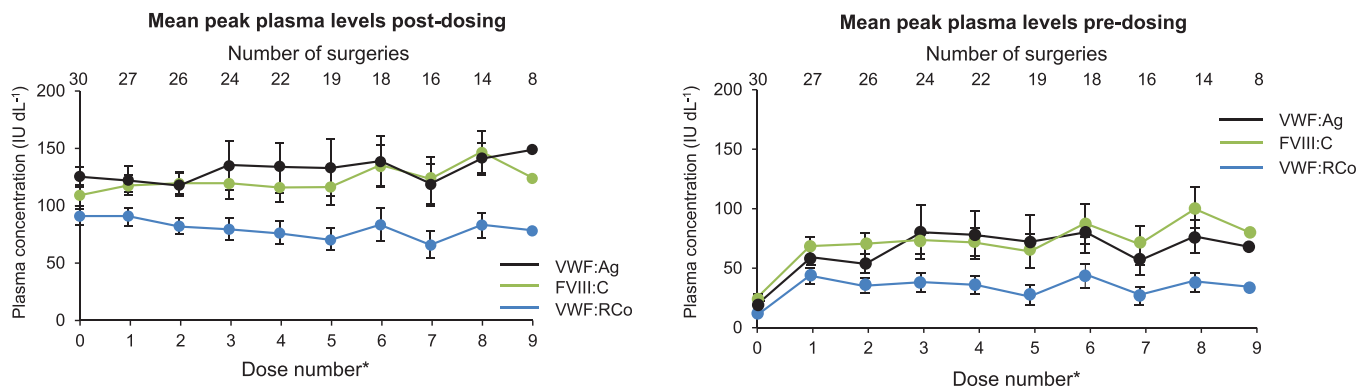 Mean peak plasma levels post-dosing
Number of surgeries
30 27 26 24 22 19 18 16 14 8
Plasma concentration (IU dL-1)
200
150
100
50
0
VWF:Ag
FVIII:C
VWF:RCo
0 1 2 3 4 5 6 7 8 9
Dose number*
Mean peak plasma levels pre-dosing
Number of surgeries
30 27 26 24 22 19 18 16 14 8
Plasma concentration (IU dL-1)
200
150
100
50
0
VWF:Ag
FVIII:C
VWF:RCo
0 1 2 3 4 5 6 7 8 9
Dose number*